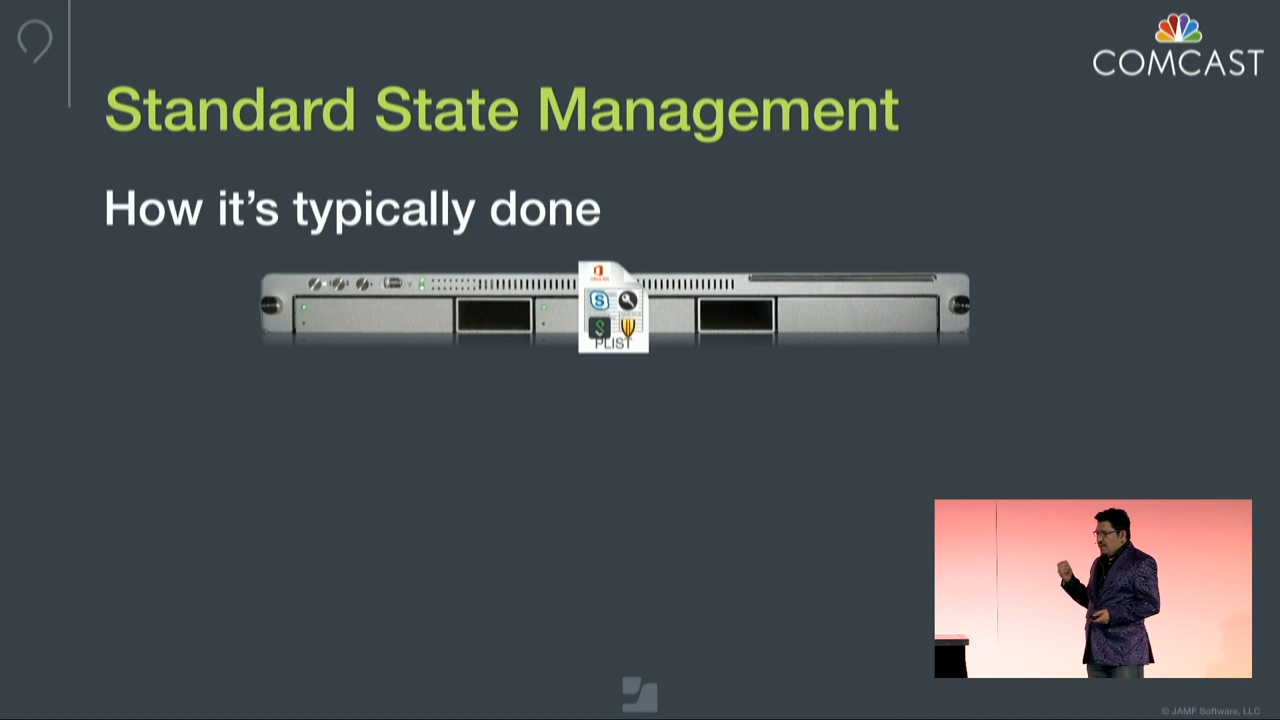 COMCAST
Standard State Management
How it's typically done
PLIST
© JAMF Software, LLC